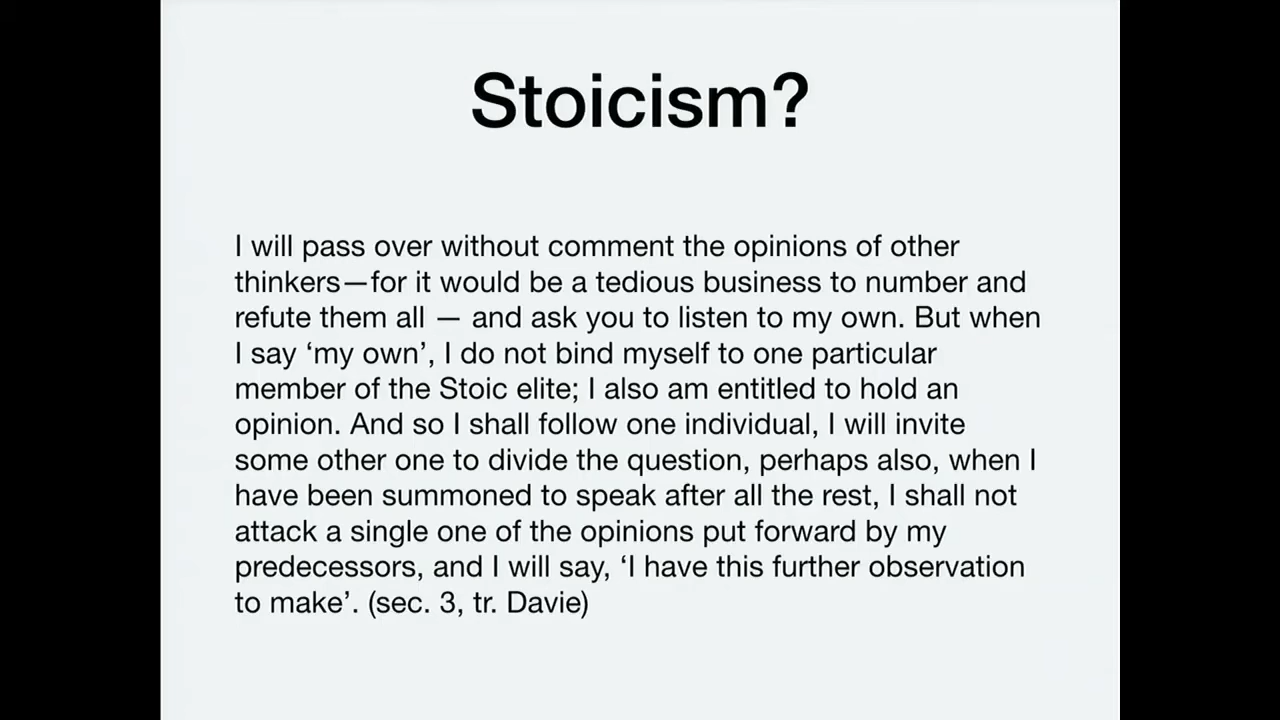 Stoicism?
I will pass over without comment the opinions of other
thinkers—for it would be a tedious business to number and
refute them all — and ask you to listen to my own. But when
I say ‘my own’, I do not bind myself to one particular
member of the Stoic elite; I also am entitled to hold an
opinion. And so I shall follow one individual, I will invite
some other one to divide the question, perhaps also, when I
have been summoned to speak after all the rest, I shall not
attack a single one of the opinions put forward by my
predecessors, and I will say, ‘I have this further observation
to make’. (sec. 3, tr. Davie)